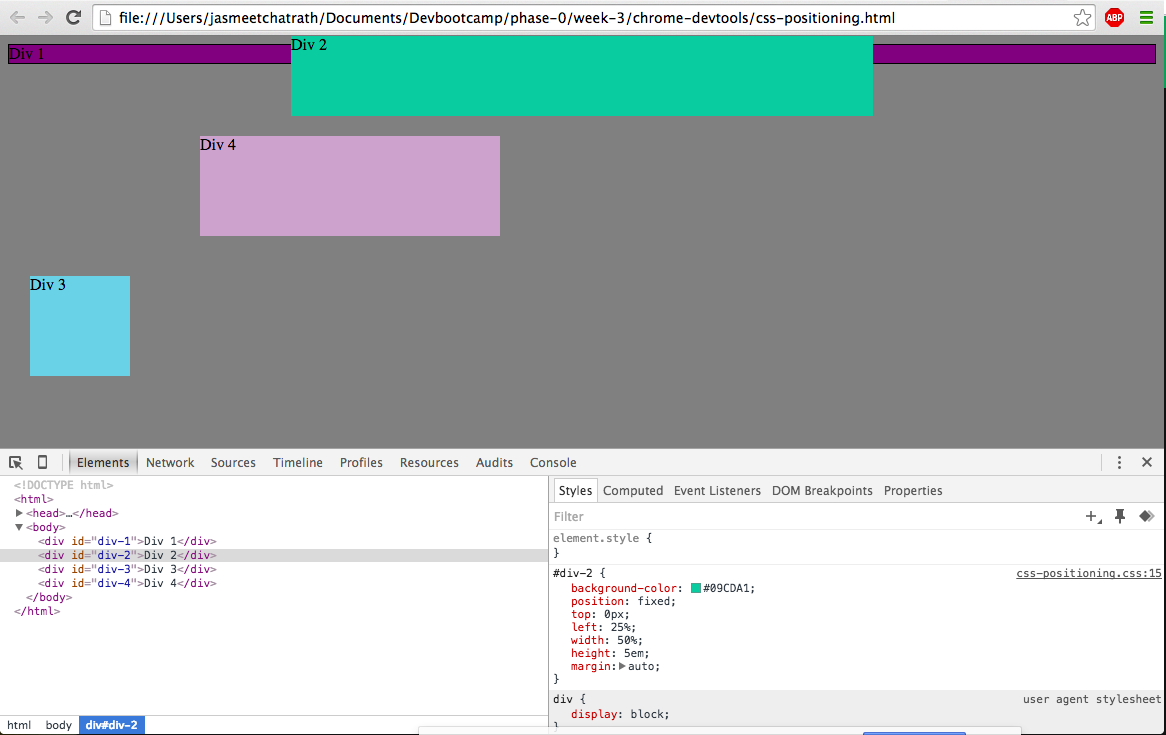 file:///Users/jasmeetchatrath/Documents/Devbootcamp/phase-0/week-3/chrome-devtools/css-positioning.html
ABP
Div 1
Div 2
Div 4
Div 3
Elements Network Sources Timeline Profiles Resources Audits Console
<!DOCTYPE html>
<html>
<head>…</head>
<body>
<div id="div-1">Div 1</div>
<div id="div-2">Div 2</div>
<div id="div-3">Div 3</div>
<div id="div-4">Div 4</div>
</body>
</html>
html body div#div-2
Styles Computed Event Listeners DOM Breakpoints Properties
Filter
element.style {
}
#div-2 { css-positioning.css:15
background-color: #09CDA1;
position: fixed;
top: 0px;
left: 25%;
width: 50%;
height: 5em;
margin: auto;
}
div { user agent stylesheet
display: block;
}